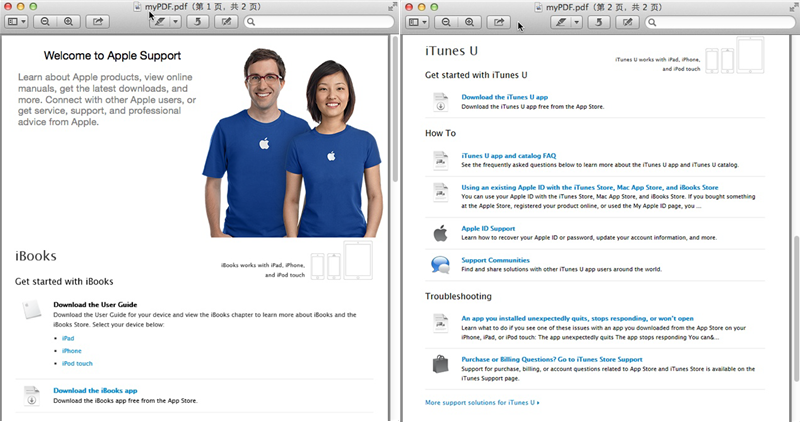 myPDF.pdf（第 1 页，共 2 页）
Welcome to Apple Support
Learn about Apple products, view online
manuals, get the latest downloads, and
more. Connect with other Apple users, or
get service, support, and professional
advice from Apple.
iBooks
iBooks works with iPad, iPhone,
and iPod touch
Get started with iBooks
Download the User Guide
Download the User Guide for your device and view the iBooks chapter to learn more about iBooks and the
iBooks Store. Select your device below:
• iPad
• iPhone
• iPod touch
Download the iBooks app
Download the iBooks app free from the App Store.
myPDF.pdf（第 2 页，共 2 页）
iTunes U
iTunes U works with iPad, iPhone,
and iPod touch
Get started with iTunes U
Download the iTunes U app
Download the iTunes U app free from the App Store.
How To
iTunes U app and catalog FAQ
See the frequently asked questions below to learn more about the iTunes U app and iTunes U catalog.
Using an existing Apple ID with the iTunes Store, Mac App Store, and iBooks Store
You can use your Apple ID with the iTunes Store, Mac App Store, and iBooks Store. If you bought something
at the Apple Store, registered your product online, or used the My Apple ID page, you ...
Apple ID Support
Learn how to recover your Apple ID or password, update your account information, and more.
Support Communities
Find and share solutions with other iTunes U app users around the world.
Troubleshooting
An app you installed unexpectedly quits, stops responding, or won't open
Learn what to do if you see one of these issues with an app you downloaded from the App Store on your
iPhone, iPad, or iPod touch: The app unexpectedly quits The app stops responding You can&...
Purchase or Billing Questions? Go to iTunes Store Support
Support for purchase, billing, or account questions related to App Store and iTunes Store is available on the
iTunes Support page.
More support solutions for iTunes U ›